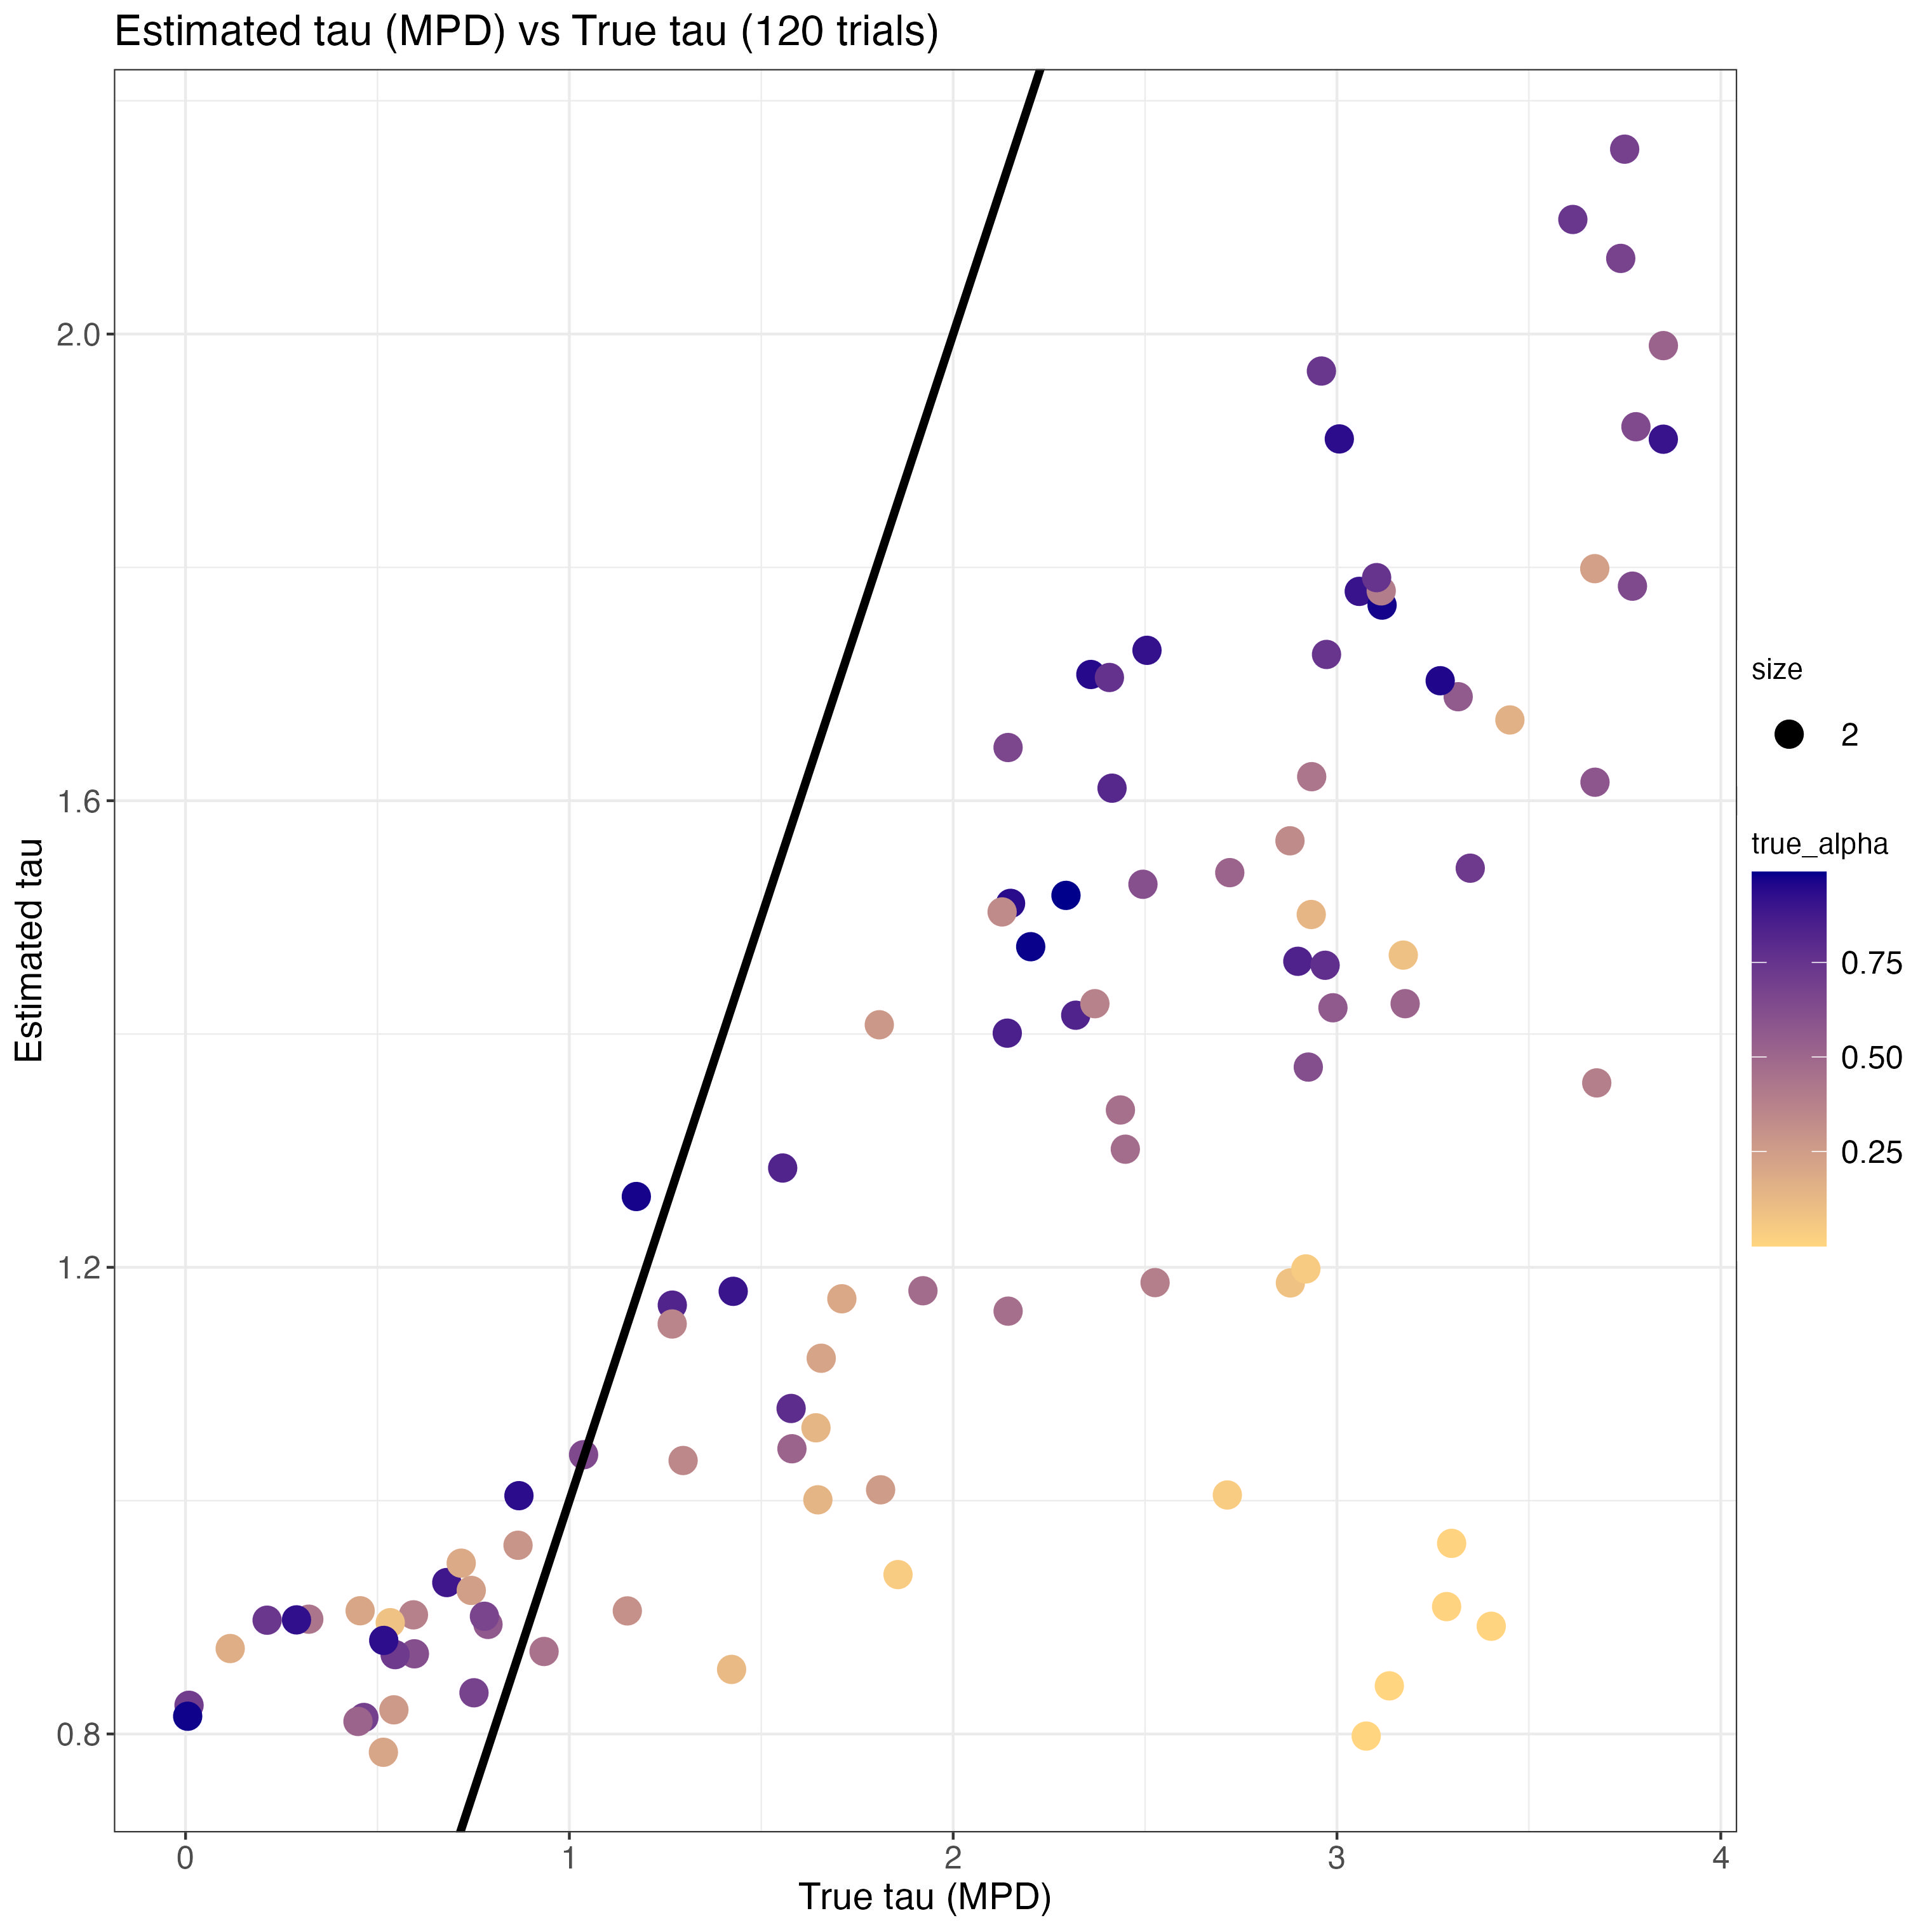 Estimated tau (MPD) vs True tau (120 trials)
Estimated tau
2.0
1.6
1.2
0.8
0
1
2
3
4
True tau (MPD)
size
2
true_alpha
0.75
0.50
0.25